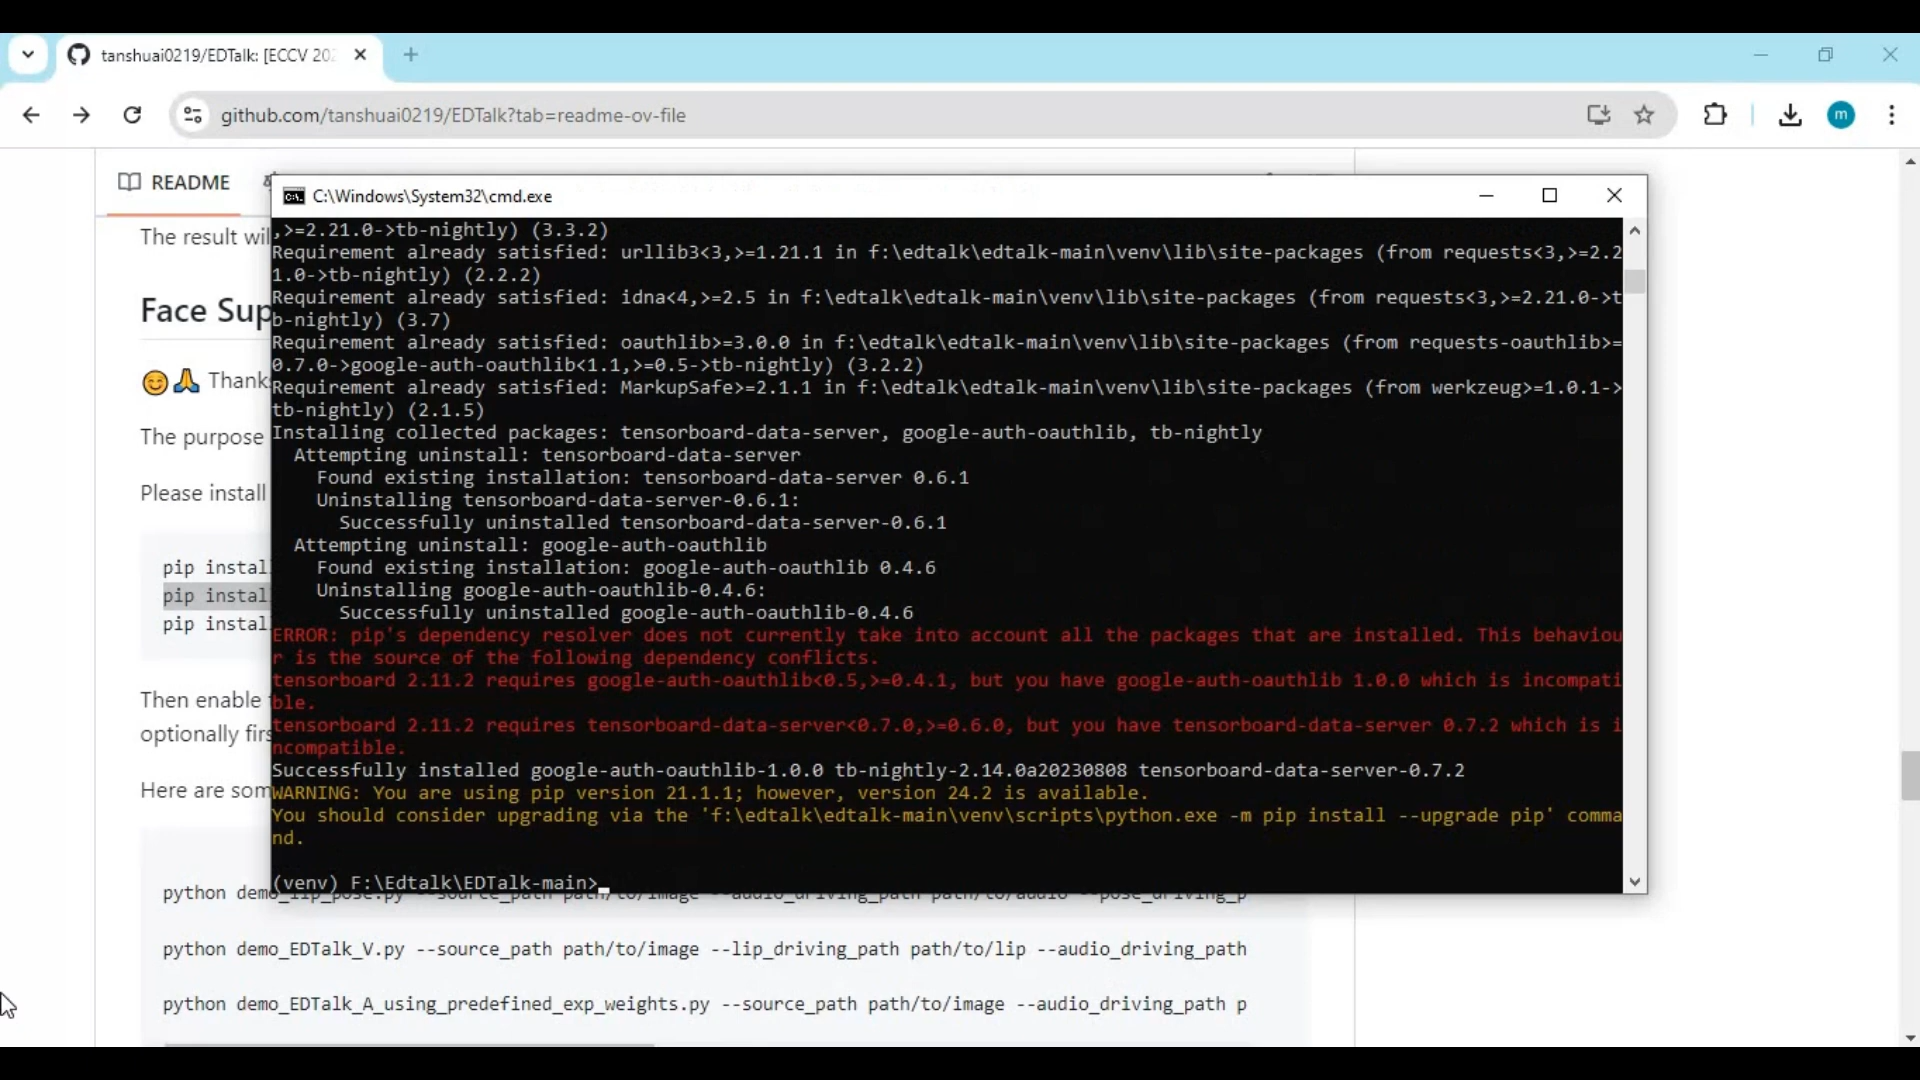 tanshuai0219/EDTalk: [ECCV 202
github.com/tanshuai0219/EDTalk?tab=readme-ov-file
m
README
C:\Windows\System32\cmd.exe
The result wil
Face Sup
Thank
The purpose
Please install
pip instal
pip instal
pip instal
Then enable
optionally firs
Here are som
,>=2.21.0->tb-nightly) (3.3.2)
Requirement already satisfied: urllib3<3,>=1.21.1 in f:\edtalk\edtalk-main\venv\lib\site-packages (from requests<3,>=2.2
1.0->tb-nightly) (2.2.2)
Requirement already satisfied: idna<4,>=2.5 in f:\edtalk\edtalk-main\venv\lib\site-packages (from requests<3,>=2.21.0->t
b-nightly) (3.7)
Requirement already satisfied: oauthlib>=3.0.0 in f:\edtalk\edtalk-main\venv\lib\site-packages (from requests-oauthlib>=
0.7.0->google-auth-oauthlib<1.1,>=0.5->tb-nightly) (3.2.2)
Requirement already satisfied: MarkupSafe>=2.1.1 in f:\edtalk\edtalk-main\venv\lib\site-packages (from werkzeug>=1.0.1->
tb-nightly) (2.1.5)
Installing collected packages: tensorboard-data-server, google-auth-oauthlib, tb-nightly
Attempting uninstall: tensorboard-data-server
Found existing installation: tensorboard-data-server 0.6.1
Uninstalling tensorboard-data-server-0.6.1:
Successfully uninstalled tensorboard-data-server-0.6.1
Attempting uninstall: google-auth-oauthlib
Found existing installation: google-auth-oauthlib 0.4.6
Uninstalling google-auth-oauthlib-0.4.6:
Successfully uninstalled google-auth-oauthlib-0.4.6
ERROR: pip's dependency resolver does not currently take into account all the packages that are installed. This behaviou
r is the source of the following dependency conflicts.
tensorboard 2.11.2 requires google-auth-oauthlib<0.5,>=0.4.1, but you have google-auth-oauthlib 1.0.0 which is incompati
ble.
tensorboard 2.11.2 requires tensorboard-data-server<0.7.0,>=0.6.0, but you have tensorboard-data-server 0.7.2 which is i
ncompatible.
Successfully installed google-auth-oauthlib-1.0.0 tb-nightly-2.14.0a20230808 tensorboard-data-server-0.7.2
WARNING: You are using pip version 21.1.1; however, version 24.2 is available.
You should consider upgrading via the 'f:\edtalk\edtalk-main\venv\scripts\python.exe -m pip install --upgrade pip' comma
nd.
(venv) F:\Edtalk\EDTalk-main>
python demo_lip_pose.py --source_path path/to/image --audio_driving_path path/to/audio --pose_driving_p
python demo_EDTalk_V.py --source_path path/to/image --lip_driving_path path/to/lip --audio_driving_path
python demo_EDTalk_A_using_predefined_exp_weights.py --source_path path/to/image --audio_driving_path p